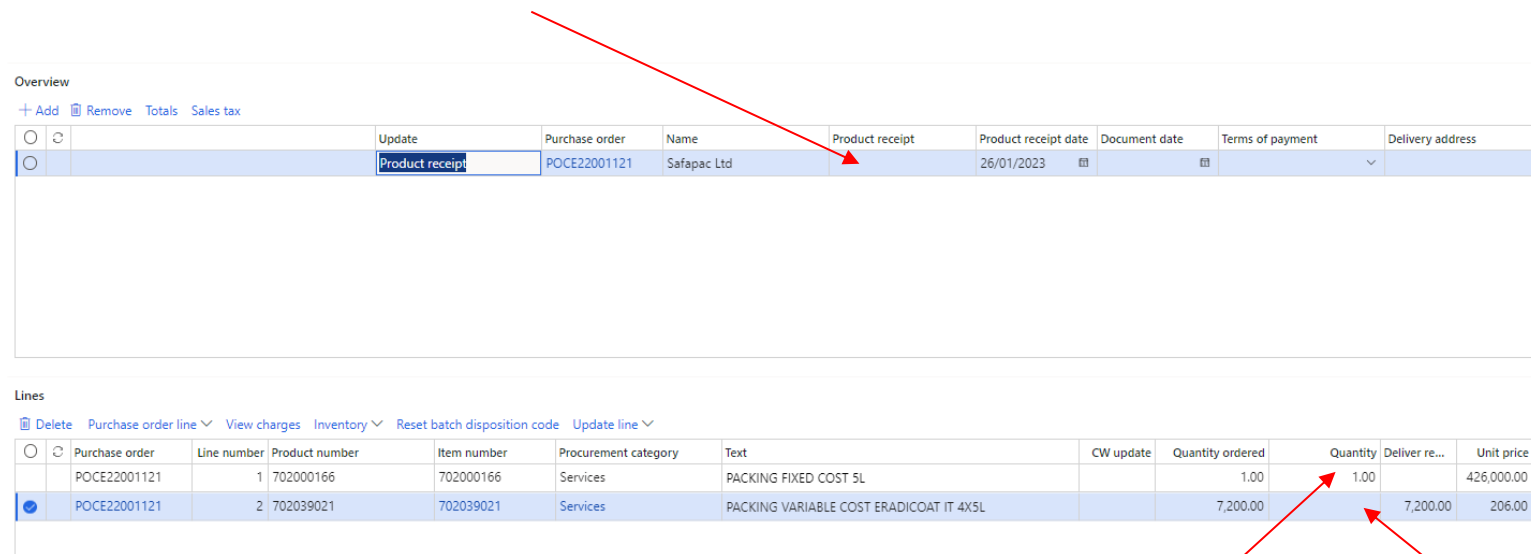 Overview
Add Remove Totals Sales tax
Update Purchase order Name Product receipt Product receipt date Document date Terms of payment Delivery address
Product receipt POCE22001121 Safapac Ltd 26/01/2023
Lines
Delete Purchase order line View charges Inventory Reset batch disposition code Update line
Purchase order Line number Product number Item number Procurement category Text CW update Quantity ordered Quantity Deliver re... Unit price
POCE22001121 1 702000166 702000166 Services PACKING FIXED COST 5L 1.00 1.00 426,000.00
POCE22001121 2 702039021 702039021 Services PACKING VARIABLE COST ERADICOAT IT 4X5L 7,200.00 7,200.00 206.00